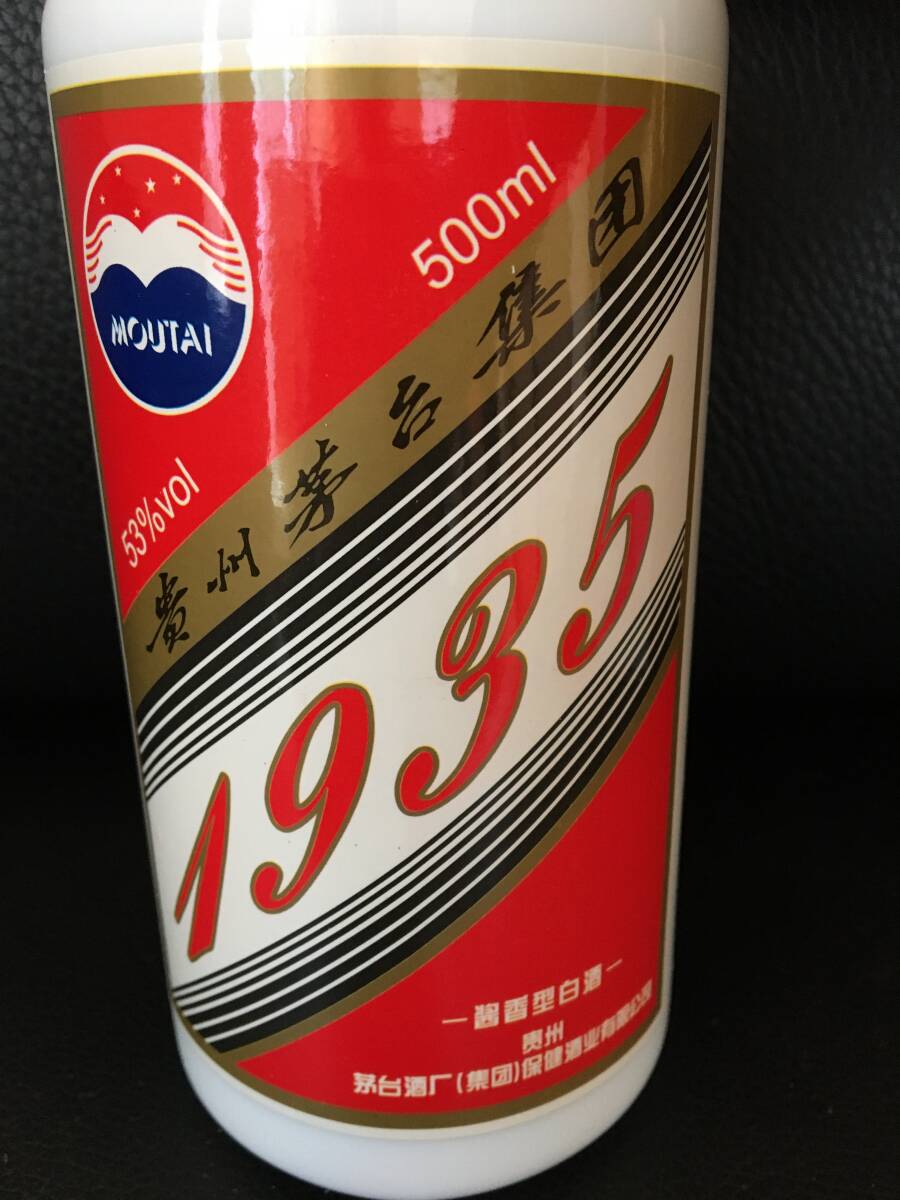 MOUTAI
500ml
53%vol
貴州茅台集团
1935
—酱香型白酒—
贵州
茅台酒厂(集团)保健酒业有限公司